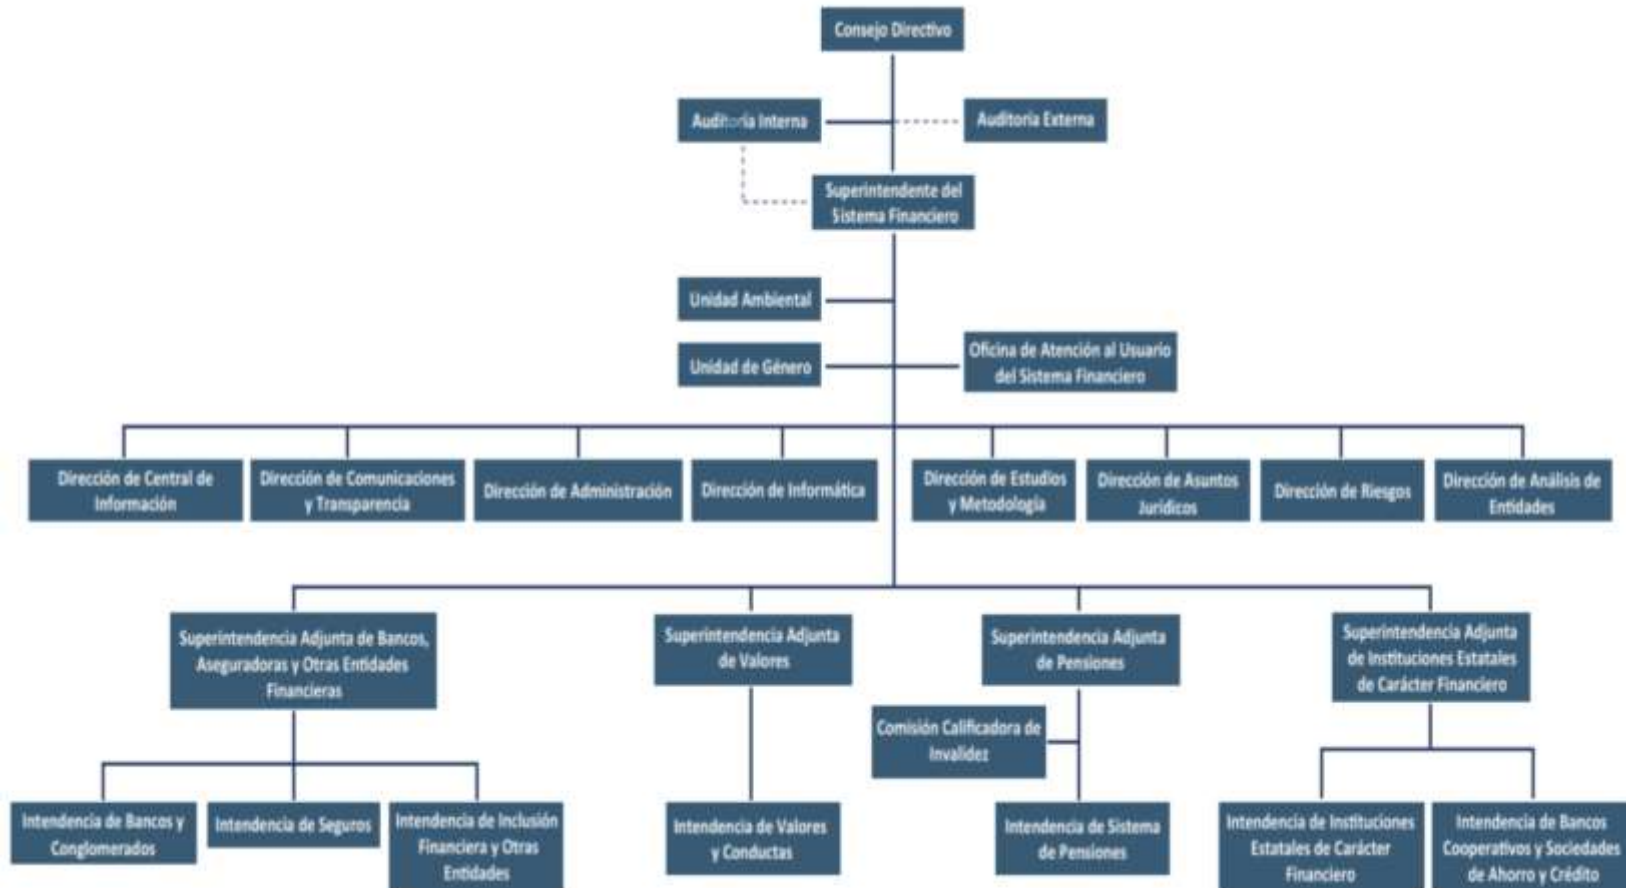 Consejo Directivo
Auditoria Interna
Auditoria Externa
Superintendente del
Sistema Financiero
Unidad Ambiental
Unidad de Género
Oficina de Atención al Usuario
del Sistema Financiero
Dirección de Central de
Información
Dirección de Comunicaciones
y Transparencia
Dirección de Administración
Dirección de Informática
Dirección de Estudios
y Metodología
Dirección de Asuntos
Jurídicos
Dirección de Riesgos
Dirección de Análisis de
Entidades
Superintendencia Adjunta de Bancos,
Aseguradoras y Otras Entidades
Financieras
Superintendencia Adjunta
de Valores
Superintendencia Adjunta
de Pensiones
Superintendencia Adjunta
de Instituciones Estatales
de Carácter Financiero
Comisión Calificadora de
Invalidez
Intendencia de Bancos y
Conglomerados
Intendencia de Seguros
Intendencia de Inclusión
Financiera y Otras
Entidades
Intendencia de Valores
y Conductas
Intendencia de Sistema
de Pensiones
Intendencia de Instituciones
Estatales de Carácter
Financiero
Intendencia de Bancos
Cooperativos y Sociedades
de Ahorro y Crédito